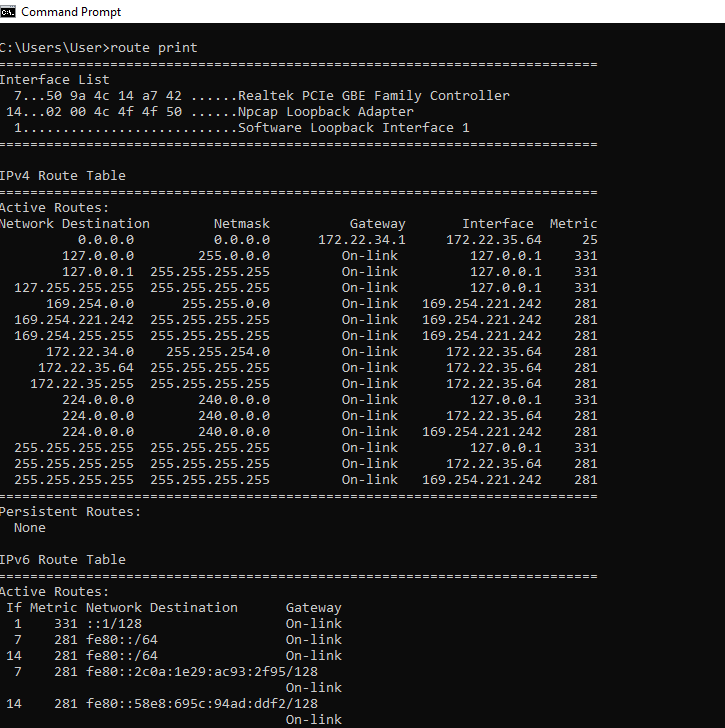 Command Prompt
C:\Users\User>route print
===========================================================================
Interface List
  7...50 9a 4c 14 a7 42 ......Realtek PCIe GBE Family Controller
 14...02 00 4c 4f 4f 50 ......Npcap Loopback Adapter
  1...........................Software Loopback Interface 1
===========================================================================
IPv4 Route Table
===========================================================================
Active Routes:
Network Destination        Netmask          Gateway       Interface  Metric
          0.0.0.0          0.0.0.0      172.22.34.1     172.22.35.64     25
        127.0.0.0        255.0.0.0         On-link         127.0.0.1    331
        127.0.0.1  255.255.255.255         On-link         127.0.0.1    331
  127.255.255.255  255.255.255.255         On-link         127.0.0.1    331
      169.254.0.0      255.255.0.0         On-link   169.254.221.242    281
  169.254.221.242  255.255.255.255         On-link   169.254.221.242    281
  169.254.255.255  255.255.255.255         On-link   169.254.221.242    281
      172.22.34.0    255.255.254.0         On-link      172.22.35.64    281
     172.22.35.64  255.255.255.255         On-link      172.22.35.64    281
    172.22.35.255  255.255.255.255         On-link      172.22.35.64    281
        224.0.0.0        240.0.0.0         On-link         127.0.0.1    331
        224.0.0.0        240.0.0.0         On-link      172.22.35.64    281
        224.0.0.0        240.0.0.0         On-link   169.254.221.242    281
  255.255.255.255  255.255.255.255         On-link         127.0.0.1    331
  255.255.255.255  255.255.255.255         On-link      172.22.35.64    281
  255.255.255.255  255.255.255.255         On-link   169.254.221.242    281
===========================================================================
Persistent Routes:
  None
IPv6 Route Table
===========================================================================
Active Routes:
 If Metric Network Destination      Gateway
  1    331 ::1/128                  On-link
  7    281 fe80::/64                On-link
 14    281 fe80::/64                On-link
  7    281 fe80::2c0a:1e29:ac93:2f95/128
                                    On-link
 14    281 fe80::58e8:695c:94ad:ddf2/128
                                    On-link